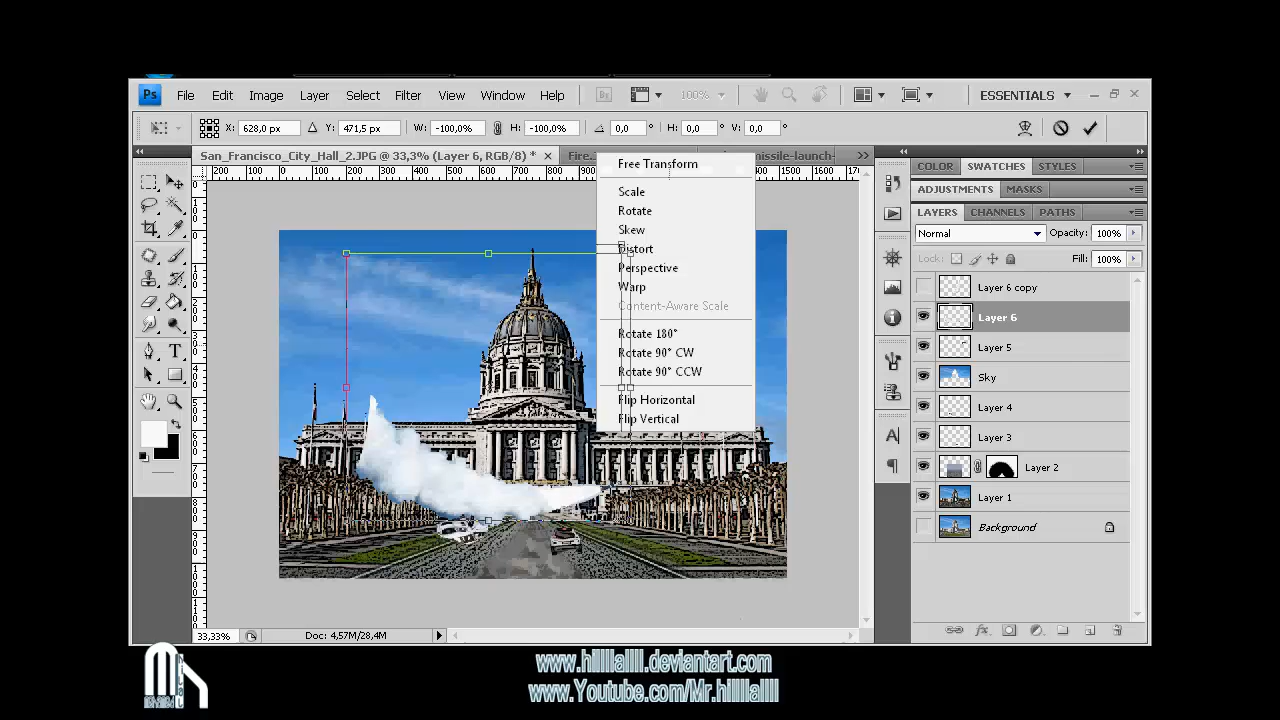 Ps File Edit Image Layer Select Filter View Window Help Br 100% ESSENTIALS
X: 628,0 px Y: 471,5 px W: -100,0% H: -100,0% 0,0 ° H: 0,0 ° V: 0,0 °
San_Francisco_City_Hall_2.JPG @ 33,3% (Layer 6, RGB/8) * Fire... missile-launch-
Free Transform
Scale
Rotate
Skew
Distort
Perspective
Warp
Content-Aware Scale
Rotate 180°
Rotate 90° CW
Rotate 90° CCW
Flip Horizontal
Flip Vertical
COLOR SWATCHES STYLES
ADJUSTMENTS MASKS
LAYERS CHANNELS PATHS
Normal Opacity: 100%
Lock: Fill: 100%
Layer 6 copy
Layer 6
Layer 5
Sky
Layer 4
Layer 3
Layer 2
Layer 1
Background
33,33% Doc: 4,57M/28,4M
www.hilllllallll.deviantart.com
www.Youtube.com/Mr.hilllllallll